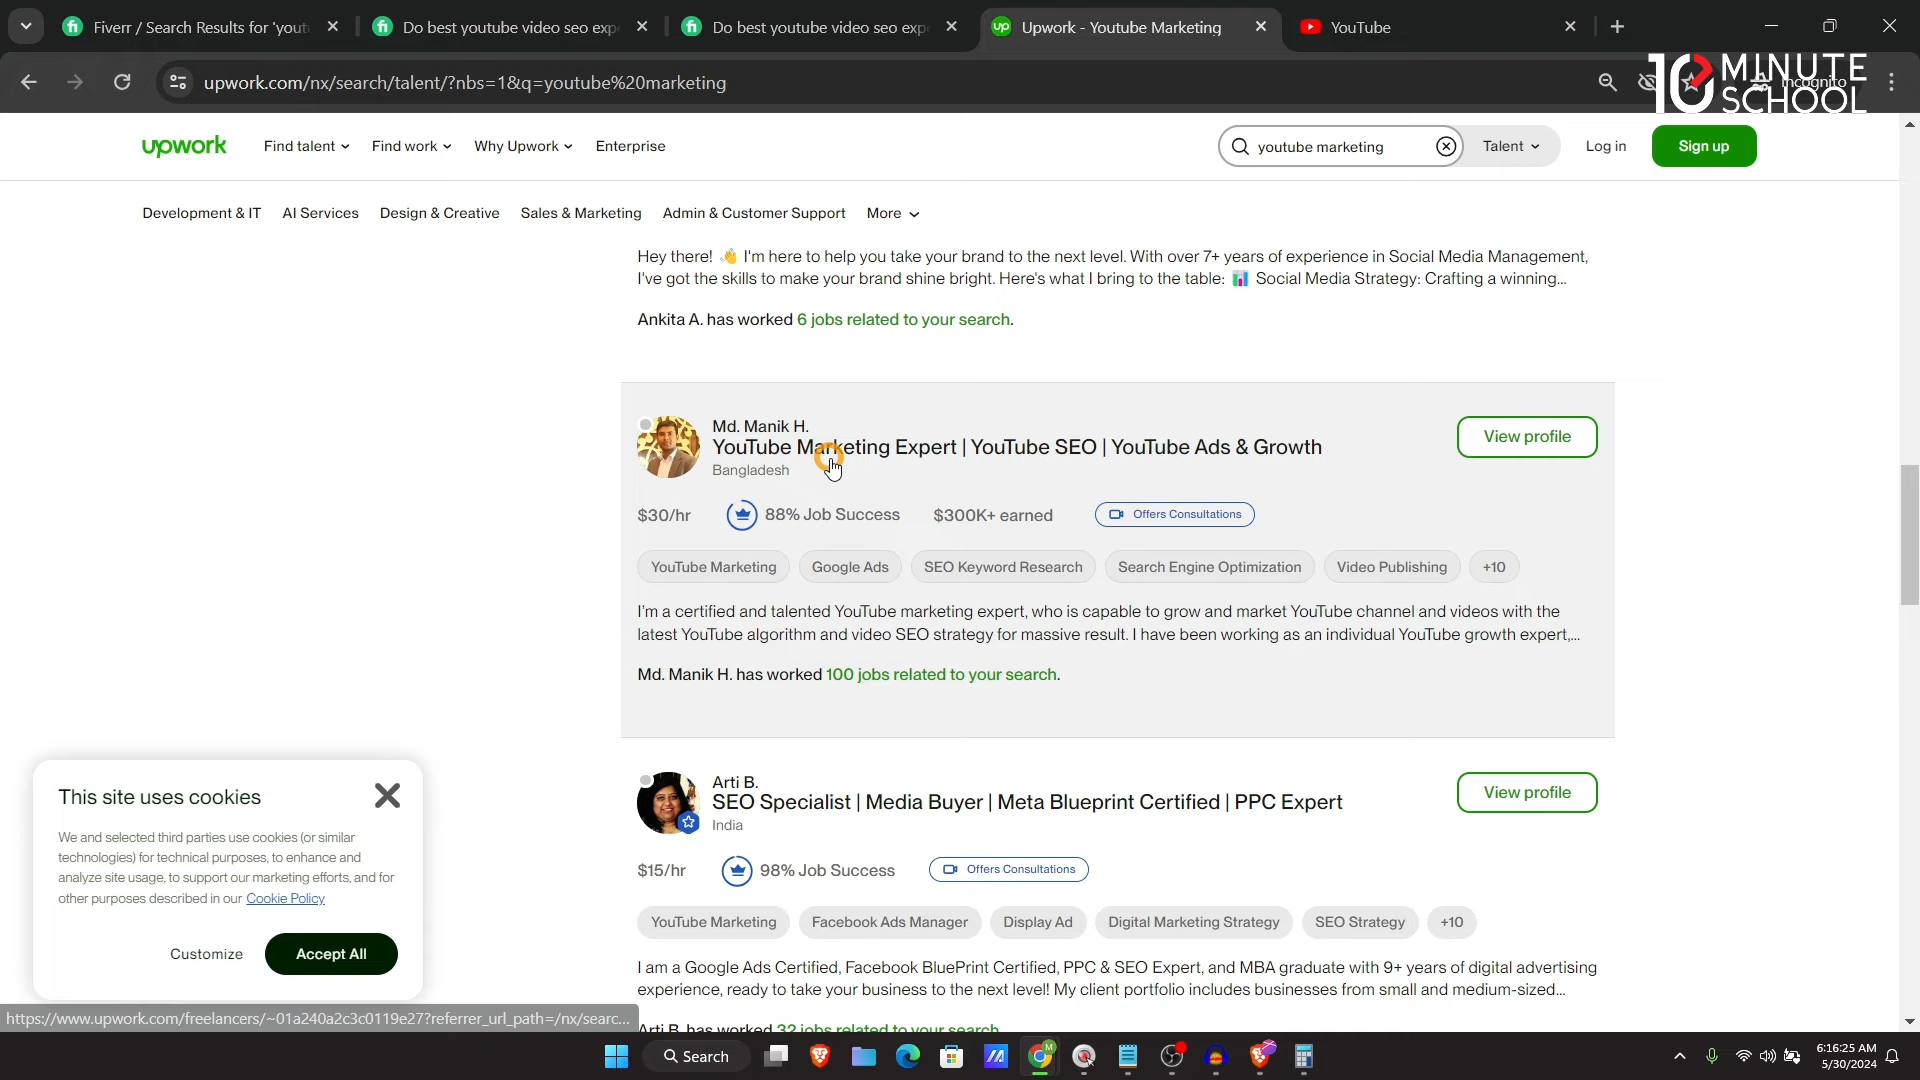 Fiverr / Search Results for 'yout
Do best youtube video seo exp
Do best youtube video seo exp
Upwork - Youtube Marketing
YouTube
upwork.com/nx/search/talent/?nbs=1&q=youtube%20marketing
Incognito
10 MINUTE SCHOOL
upwork
Find talent
Find work
Why Upwork
Enterprise
youtube marketing
Talent
Log in
Sign up
Development & IT
AI Services
Design & Creative
Sales & Marketing
Admin & Customer Support
More
Hey there! 👋 I'm here to help you take your brand to the next level. With over 7+ years of experience in Social Media Management,
I've got the skills to make your brand shine bright. Here's what I bring to the table: 📊 Social Media Strategy: Crafting a winning...
Ankita A. has worked 6 jobs related to your search.
Md. Manik H.
YouTube Marketing Expert | YouTube SEO | YouTube Ads & Growth
Bangladesh
View profile
$30/hr
88% Job Success
$300K+ earned
Offers Consultations
YouTube Marketing
Google Ads
SEO Keyword Research
Search Engine Optimization
Video Publishing
+10
I'm a certified and talented YouTube marketing expert, who is capable to grow and market YouTube channel and videos with the
latest YouTube algorithm and video SEO strategy for massive result. I have been working as an individual YouTube growth expert,...
Md. Manik H. has worked 100 jobs related to your search.
Arti B.
SEO Specialist | Media Buyer | Meta Blueprint Certified | PPC Expert
India
View profile
$15/hr
98% Job Success
Offers Consultations
YouTube Marketing
Facebook Ads Manager
Display Ad
Digital Marketing Strategy
SEO Strategy
+10
I am a Google Ads Certified, Facebook BluePrint Certified, PPC & SEO Expert, and MBA graduate with 9+ years of digital advertising
experience, ready to take your business to the next level! My client portfolio includes businesses from small and medium-sized...
Arti B. has worked 32 jobs related to your search.
This site uses cookies
We and selected third parties use cookies (or similar
technologies) for technical purposes, to enhance and
analyze site usage, to support our marketing efforts, and for
other purposes described in our Cookie Policy
Customize
Accept All
https://www.upwork.com/freelancers/~01a240a2c3c0119e27?referrer_url_path=/nx/searc...
Search
6:16:25 AM
5/30/2024